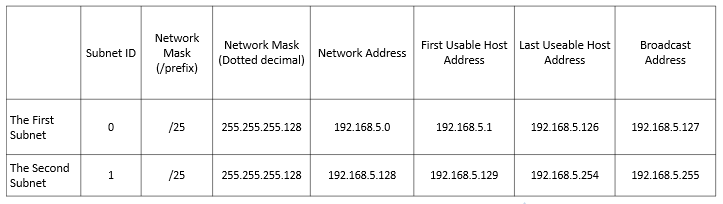 Subnet ID
Network Mask (/prefix)
Network Mask (Dotted decimal)
Network Address
First Usable Host Address
Last Useable Host Address
Broadcast Address
The First Subnet
0
/25
255.255.255.128
192.168.5.0
192.168.5.1
192.168.5.126
192.168.5.127
The Second Subnet
1
/25
255.255.255.128
192.168.5.128
192.168.5.129
192.168.5.254
192.168.5.255